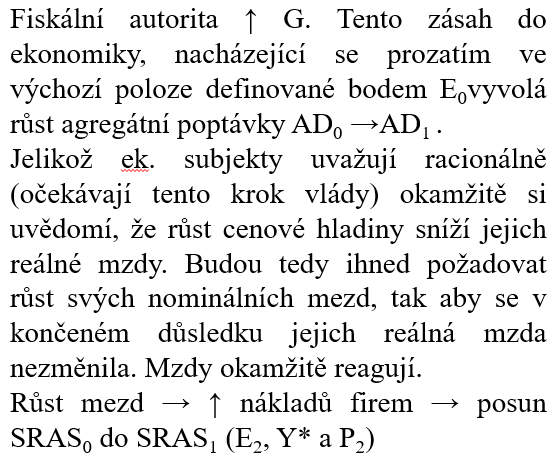 Fiskální autorita ↑ G. Tento zásah do
ekonomiky, nacházející se prozatím ve
výchozí poloze definované bodem E₀vyvolá
růst agregátní poptávky AD₀ →AD₁ .
Jelikož ek. subjekty uvažují racionálně
(očekávají tento krok vlády) okamžitě si
uvědomí, že růst cenové hladiny sníží jejich
reálné mzdy. Budou tedy ihned požadovat
růst svých nominálních mezd, tak aby se v
končeném důsledku jejich reálná mzda
nezměnila. Mzdy okamžitě reagují.
Růst mezd → ↑ nákladů firem → posun
SRAS₀ do SRAS₁ (E₂, Y* a P₂)